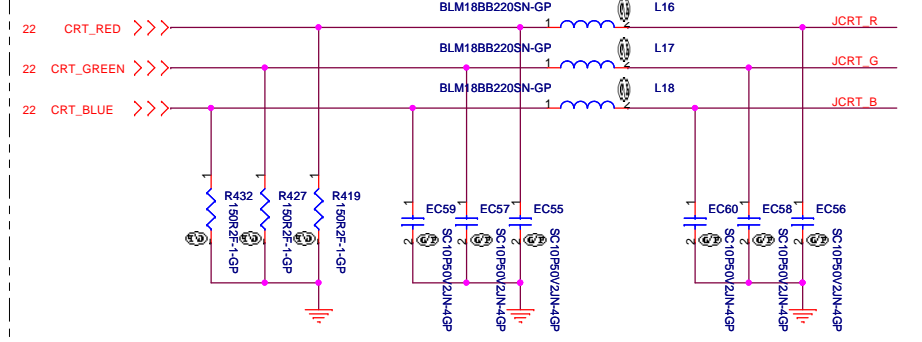 BLM18BB220SN-GP
L16
22 CRT_RED
1
2
JCRT_R
BLM18BB220SN-GP
L17
22 CRT_GREEN
1
2
JCRT_G
BLM18BB220SN-GP
L18
22 CRT_BLUE
1
2
JCRT_B
1
R432
150R2F-1-GP
1
R427
150R2F-1-GP
1
R419
150R2F-1-GP
1
EC59
2
SC10P50V2JN-4GP
1
EC57
2
SC10P50V2JN-4GP
1
EC55
2
SC10P50V2JN-4GP
1
EC60
2
SC10P50V2JN-4GP
1
EC58
2
SC10P50V2JN-4GP
1
EC56
2
SC10P50V2JN-4GP